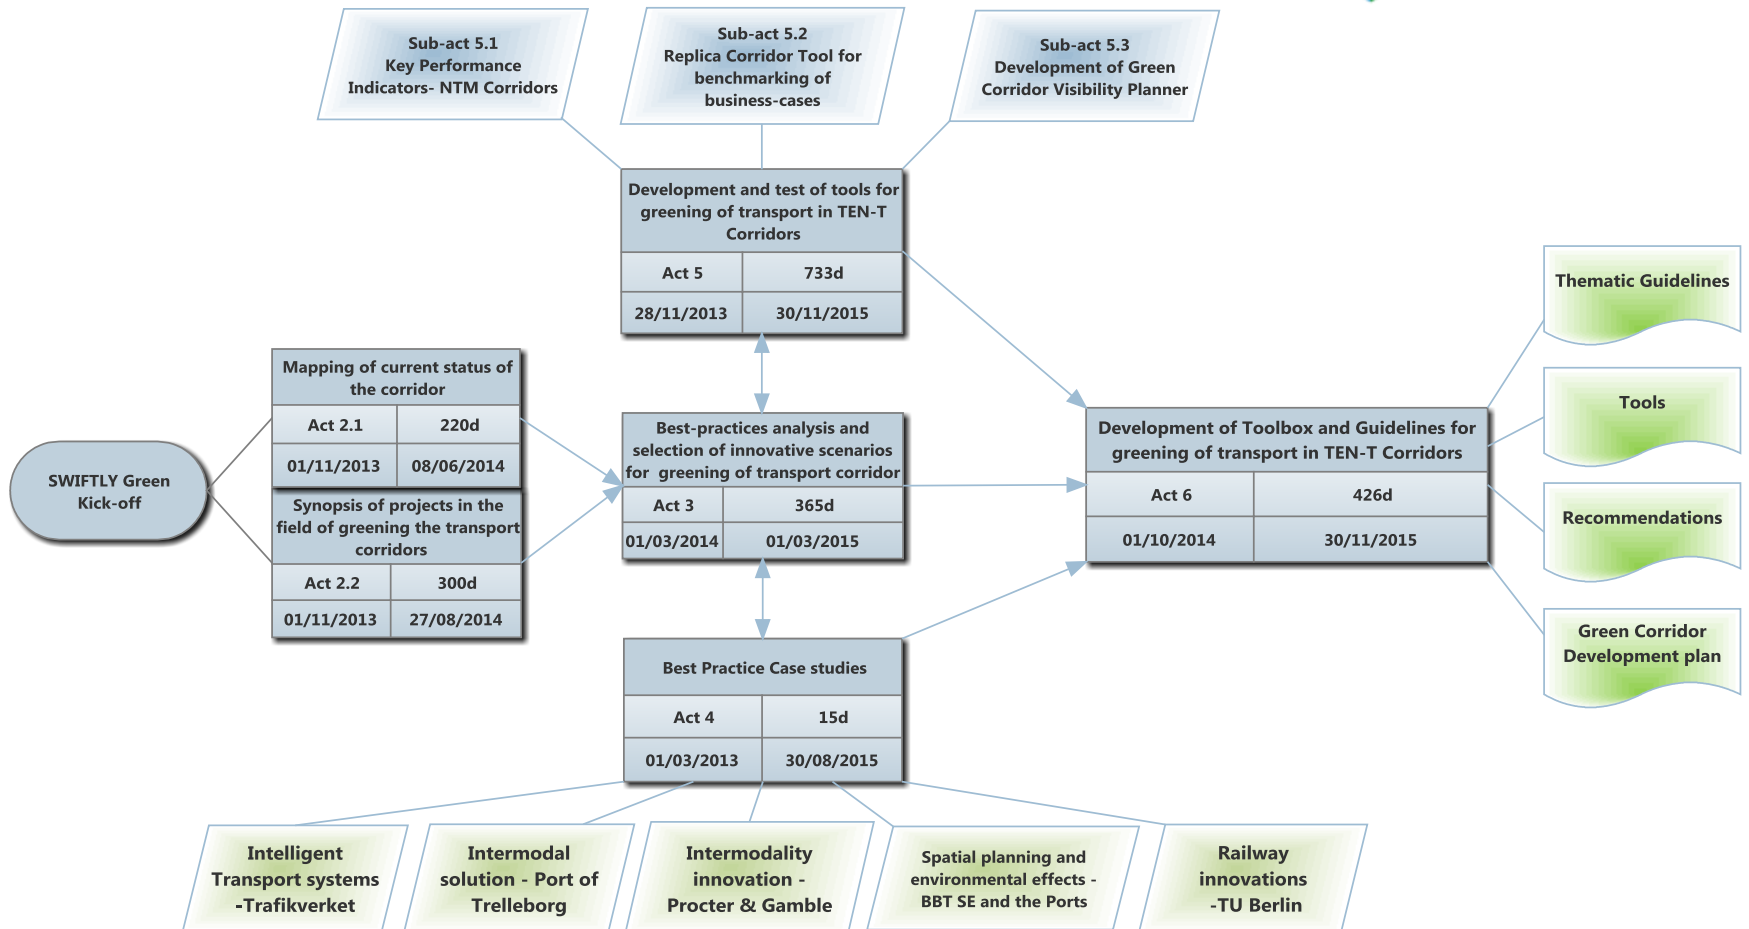 Sub-act 5.1
Key Performance
Indicators- NTM Corridors
Sub-act 5.2
Replica Corridor Tool for
benchmarking of
business-cases
Sub-act 5.3
Development of Green
Corridor Visibility Planner
Development and test of tools for
greening of transport in TEN-T
Corridors
Act 5
733d
28/11/2013
30/11/2015
SWIFTLY Green
Kick-off
Mapping of current status of
the corridor
Act 2.1
220d
01/11/2013
08/06/2014
Synopsis of projects in the
field of greening the transport
corridors
Act 2.2
300d
01/11/2013
27/08/2014
Best-practices analysis and
selection of innovative scenarios
for greening of transport corridor
Act 3
365d
01/03/2014
01/03/2015
Best Practice Case studies
Act 4
15d
01/03/2013
30/08/2015
Development of Toolbox and Guidelines for
greening of transport in TEN-T Corridors
Act 6
426d
01/10/2014
30/11/2015
Thematic Guidelines
Tools
Recommendations
Green Corridor
Development plan
Intelligent
Transport systems
-Trafikverket
Intermodal
solution - Port of
Trelleborg
Intermodality
innovation -
Procter & Gamble
Spatial planning and
environmental effects -
BBT SE and the Ports
Railway
innovations
-TU Berlin